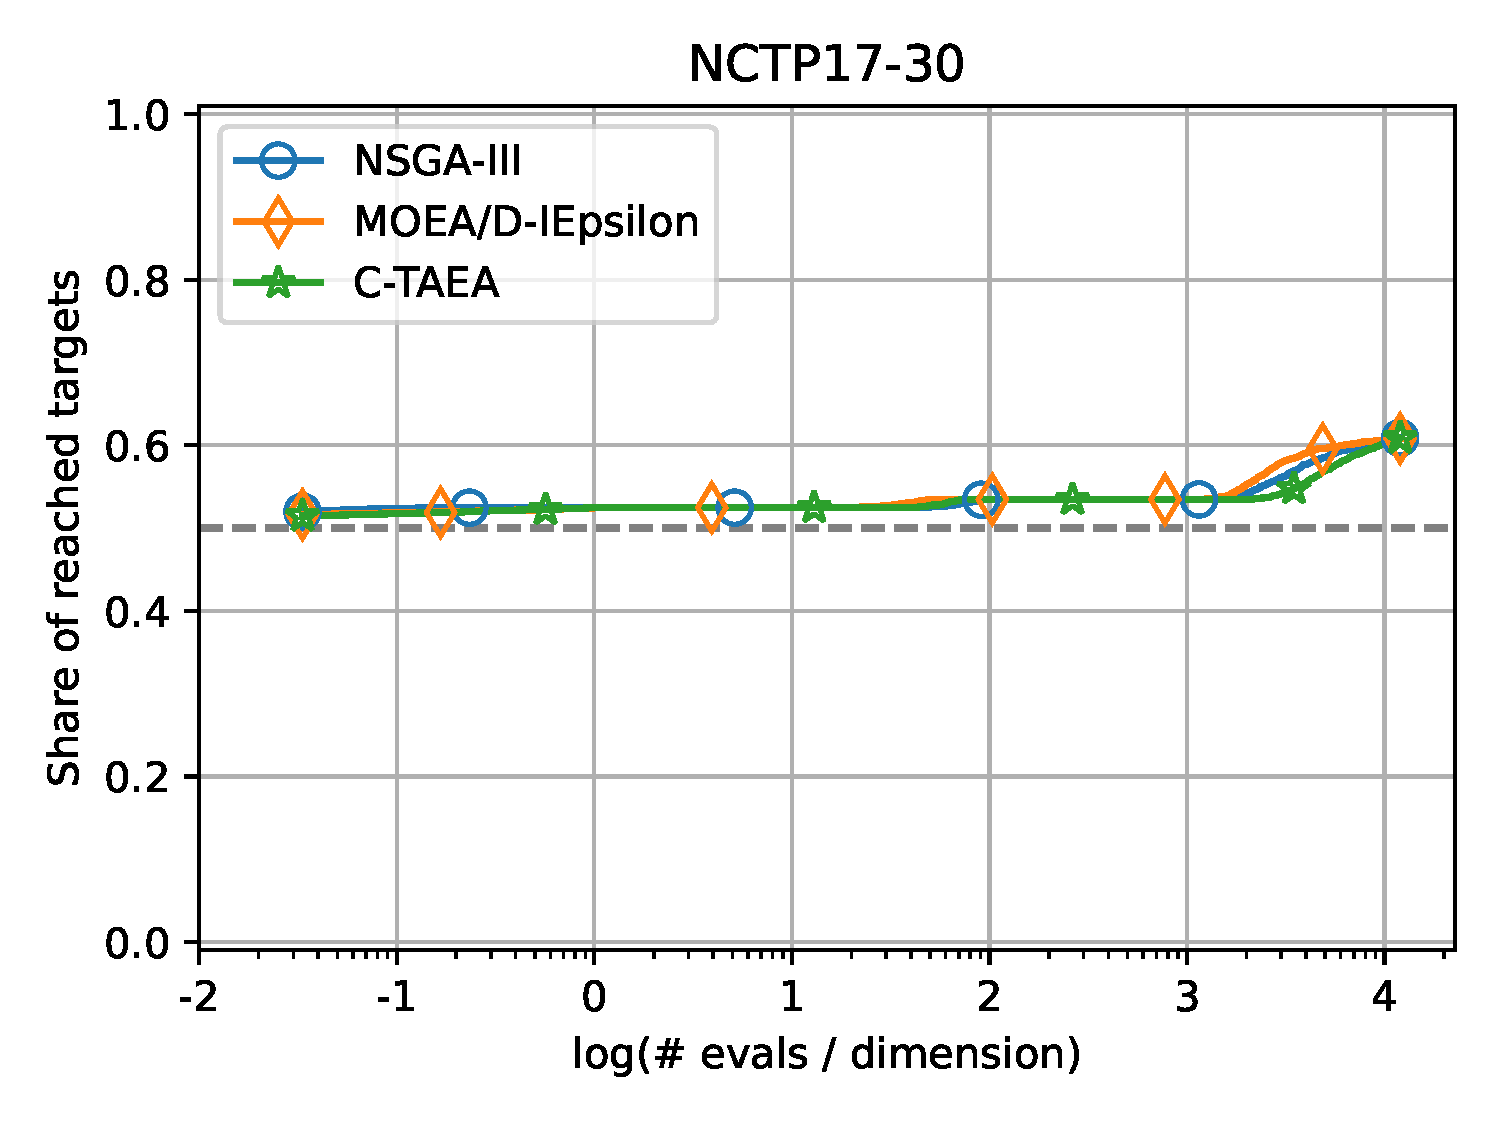 NCTP17-30
NSGA-III
MOEA/D-IEpsilon
C-TAEA
Share of reached targets
1.0
0.8
0.6
0.4
0.2
0.0
-2 -1 0 1 2 3 4
log(# evals / dimension)